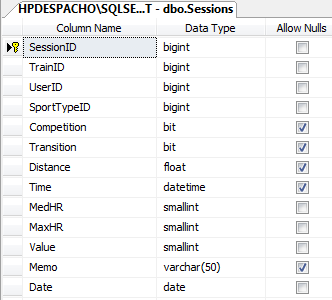 HPDESPACHO\SQLSE...T - dbo.Sessions
Column Name Data Type Allow Nulls
SessionID bigint
TrainID bigint
UserID bigint
SportTypeID bigint
Competition bit
Transition bit
Distance float
Time datetime
MedHR smallint
MaxHR smallint
Value smallint
Memo varchar(50)
Date date